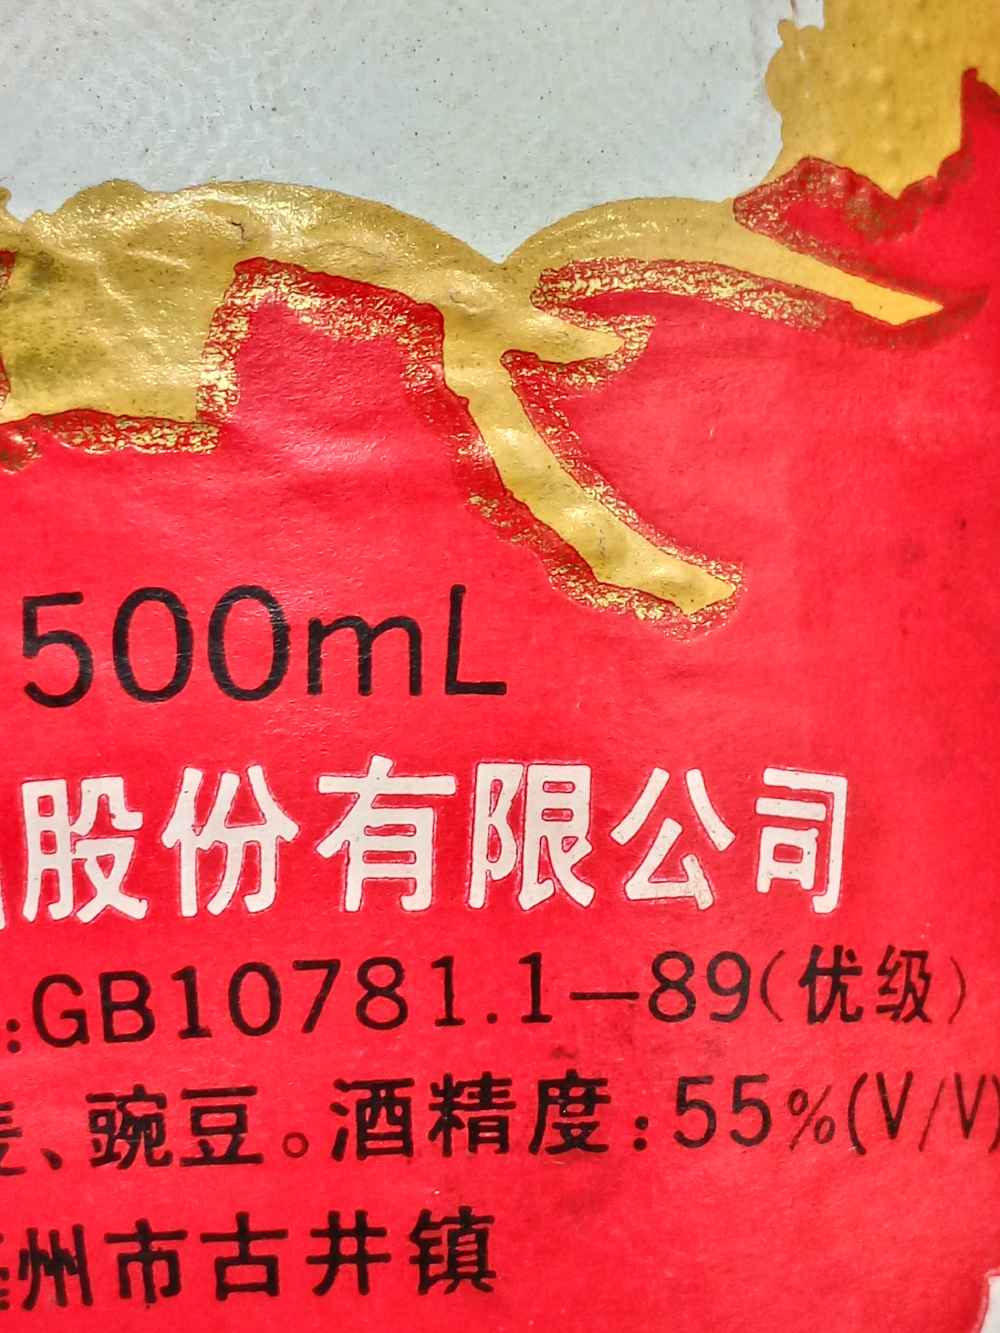 500mL
股份有限公司
:GB10781.1—89(优级)
、豌豆。酒精度:55%(V/V)
州市古井镇